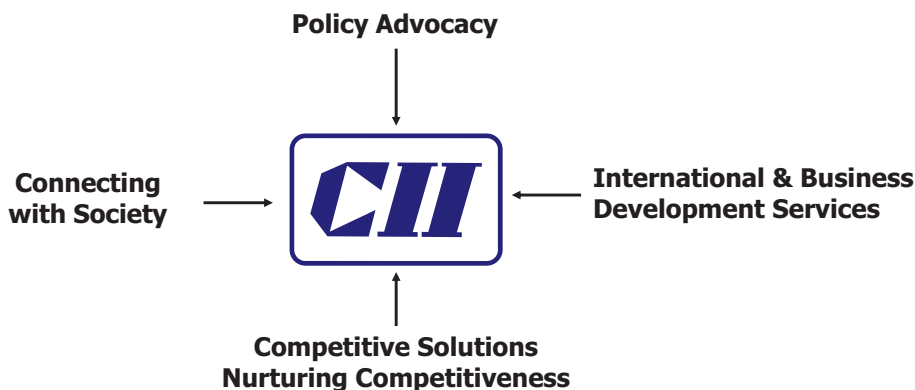 Policy Advocacy
Connecting
with Society
CII
International & Business
Development Services
Competitive Solutions
Nurturing Competitiveness